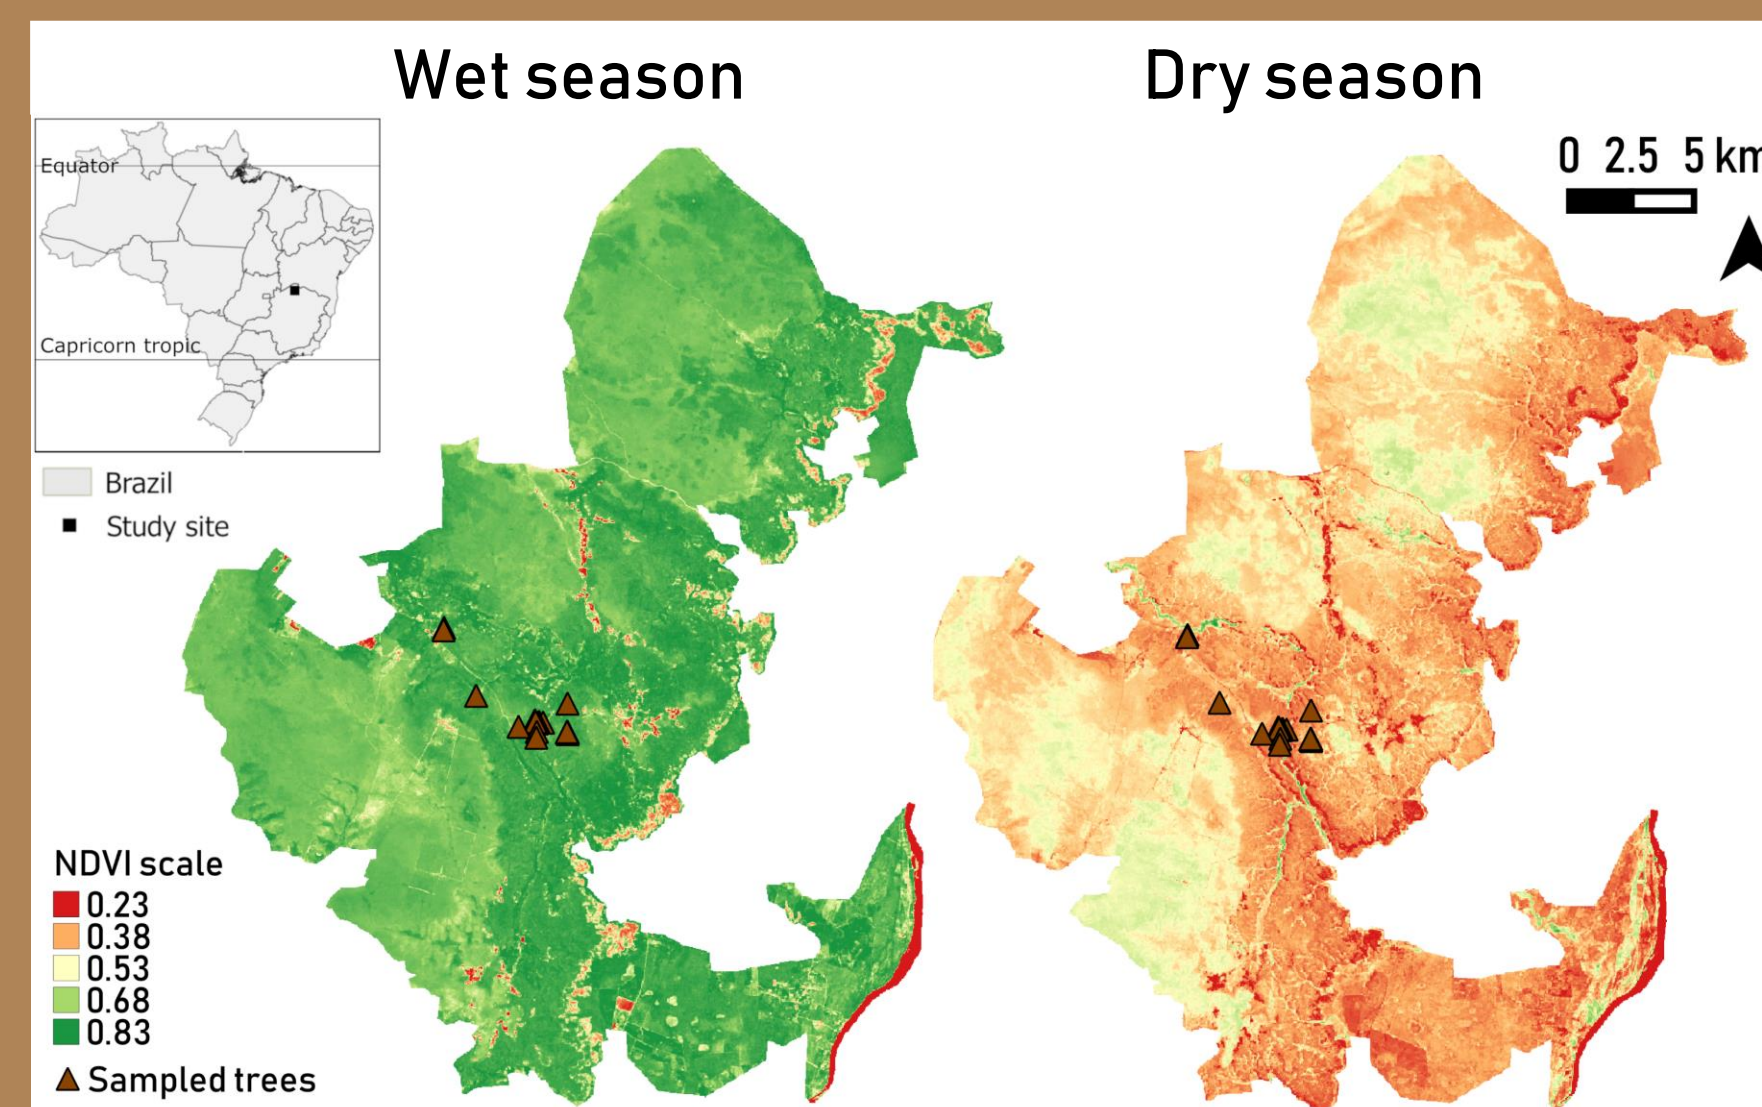 Wet season
Dry season
0 2.5 5 km
Equator
Capricorn tropic
Brazil
Study site
NDVI scale
0.23
0.38
0.53
0.68
0.83
Sampled trees